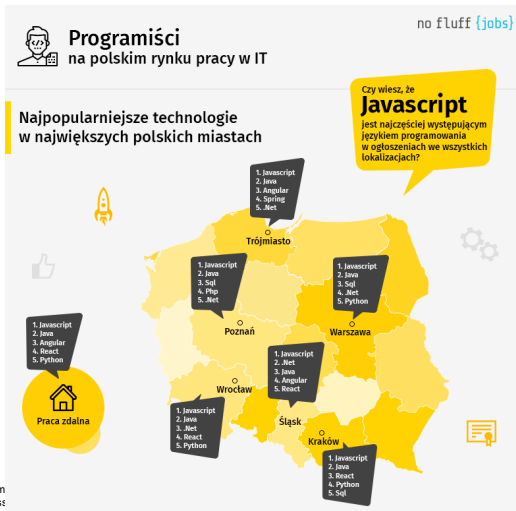 no fluff {jobs}
Programiści
na polskim rynku pracy w IT
Najpopularniejsze technologie
w największych polskich miastach
Czy wiesz, że
Javascript
jest najczęściej występującym
językiem programowania
w ogłoszeniach we wszystkich
lokalizacjach?
1. Javascript
2. Java
3. Angular
4. Spring
5. .Net
Trójmiasto
1. Javascript
2. Java
3. Sql
4. Php
5. .Net
Poznań
1. Javascript
2. Java
3. Sql
4. .Net
5. Python
Warszawa
1. Javascript
2. Java
3. Angular
4. React
5. Python
Praca zdalna
1. Javascript
2. .Net
3. Java
4. Angular
5. React
Śląsk
Wrocław
1. Javascript
2. Java
3. .Net
4. React
5. Python
Kraków
1. Javascript
2. Java
3. React
4. Python
5. Sql